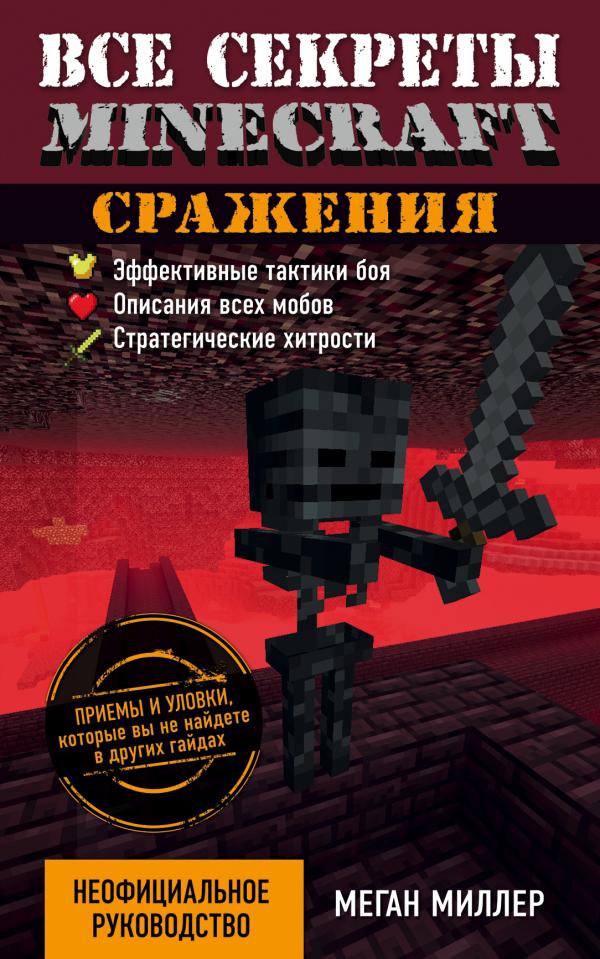 ВСЕ СЕКРЕТЫ
MINECRAFT
СРАЖЕНИЯ
Эффективные тактики боя
Описания всех мобов
Стратегические хитрости
ПРИЕМЫ И УЛОВКИ,
которые вы не найдете
в других гайдах
НЕОФИЦИАЛЬНОЕ
РУКОВОДСТВО
МЕГАН МИЛЛЕР